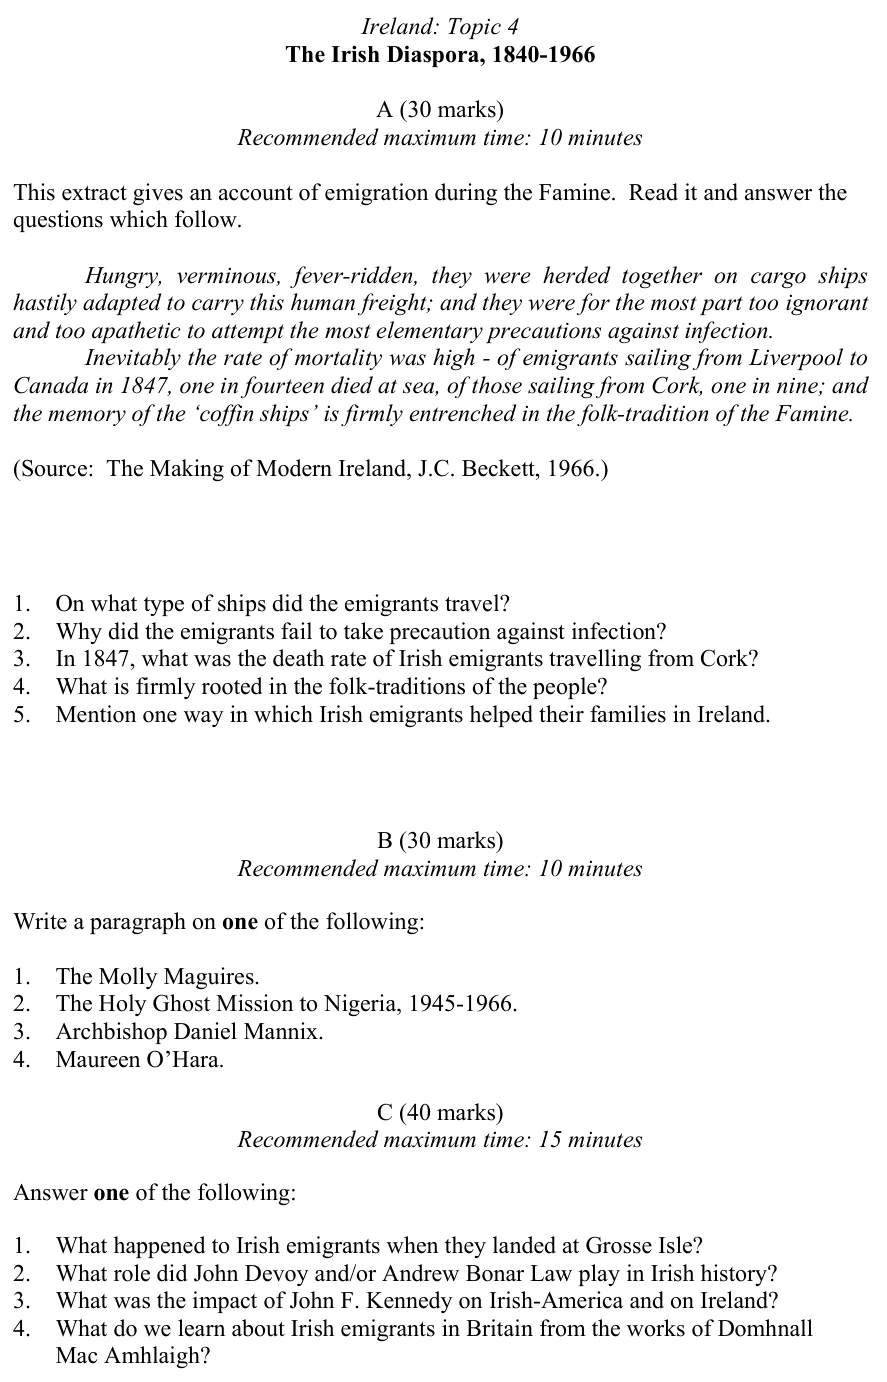 Ireland: Topic 4
The Irish Diaspora, 1840-1966
A (30 marks)
Recommended maximum time: 10 minutes
This extract gives an account of emigration during the Famine.  Read it and answer the
questions which follow.
Hungry, verminous, fever-ridden, they were herded together on cargo ships
hastily adapted to carry this human freight; and they were for the most part too ignorant
and too apathetic to attempt the most elementary precautions against infection.
Inevitably the rate of mortality was high - of emigrants sailing from Liverpool to
Canada in 1847, one in fourteen died at sea, of those sailing from Cork, one in nine; and
the memory of the ‘coffin ships’ is firmly entrenched in the folk-tradition of the Famine.
(Source:  The Making of Modern Ireland, J.C. Beckett, 1966.)
1. On what type of ships did the emigrants travel?
2. Why did the emigrants fail to take precaution against infection?
3. In 1847, what was the death rate of Irish emigrants travelling from Cork?
4. What is firmly rooted in the folk-traditions of the people?
5. Mention one way in which Irish emigrants helped their families in Ireland.
B (30 marks)
Recommended maximum time: 10 minutes
Write a paragraph on one of the following:
1. The Molly Maguires.
2. The Holy Ghost Mission to Nigeria, 1945-1966.
3. Archbishop Daniel Mannix.
4. Maureen O’Hara.
C (40 marks)
Recommended maximum time: 15 minutes
Answer one of the following:
1. What happened to Irish emigrants when they landed at Grosse Isle?
2. What role did John Devoy and/or Andrew Bonar Law play in Irish history?
3. What was the impact of John F. Kennedy on Irish-America and on Ireland?
4. What do we learn about Irish emigrants in Britain from the works of Domhnall
Mac Amhlaigh?